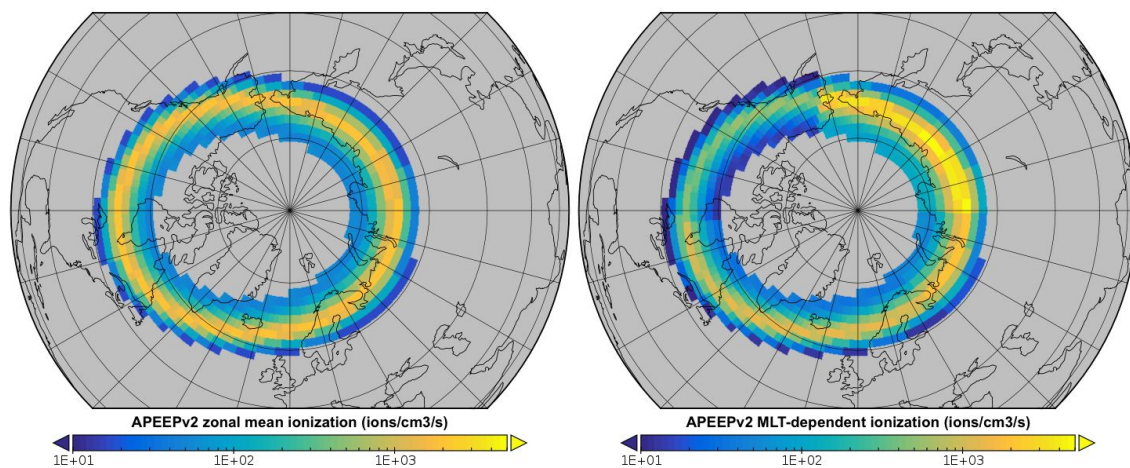 APEEPv2 zonal mean ionization (ions/cm3/s)
1E+01 1E+02 1E+03
APEEPv2 MLT-dependent ionization (ions/cm3/s)
1E+01 1E+02 1E+03